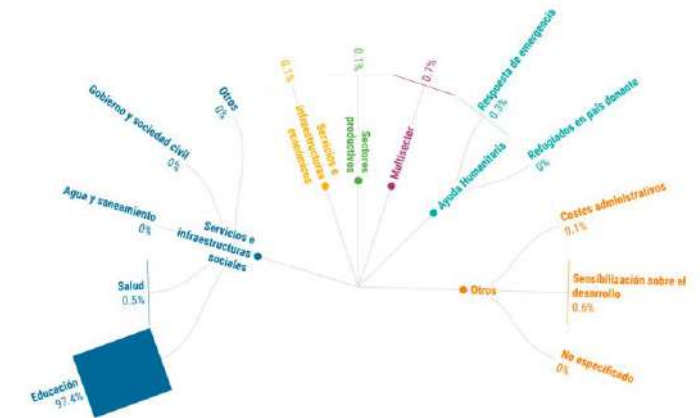 Otros
0%
Gobierno y sociedad civil
0%
Agua y saneamiento
0%
Servicios e
infraestructuras
sociales
Salud
0.5%
Educación
97.4%
0.1%
Servicios e
infraestructuras
económicos
0.1%
Sectores
productivos
0.7%
Multisector
Respuesta de emergencia
0.3%
Refugiados en país donante
0%
Ayuda Humanitaria
Otros
Costes administrativos
0.1%
Sensibilización sobre el
desarrollo
0.6%
No especificado
0%